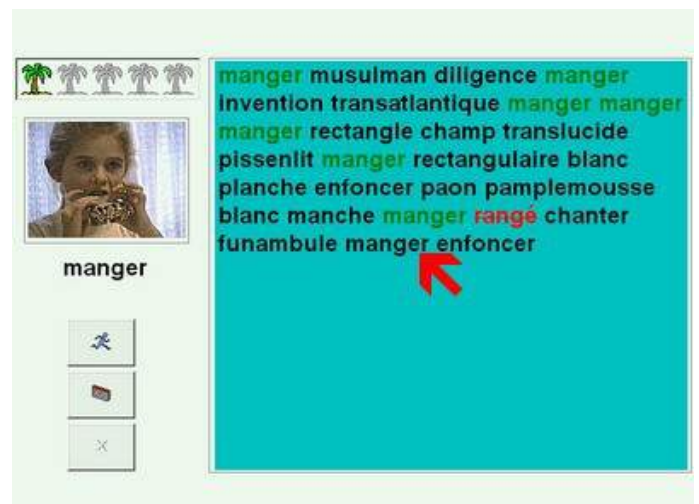 manger musulman diligence manger
invention transatlantique manger manger
manger rectangle champ translucide
pissenlit manger rectangulaire blanc
planche enfoncer paon pamplemousse
blanc manche manger rangé chanter
funambule manger enfoncer
manger